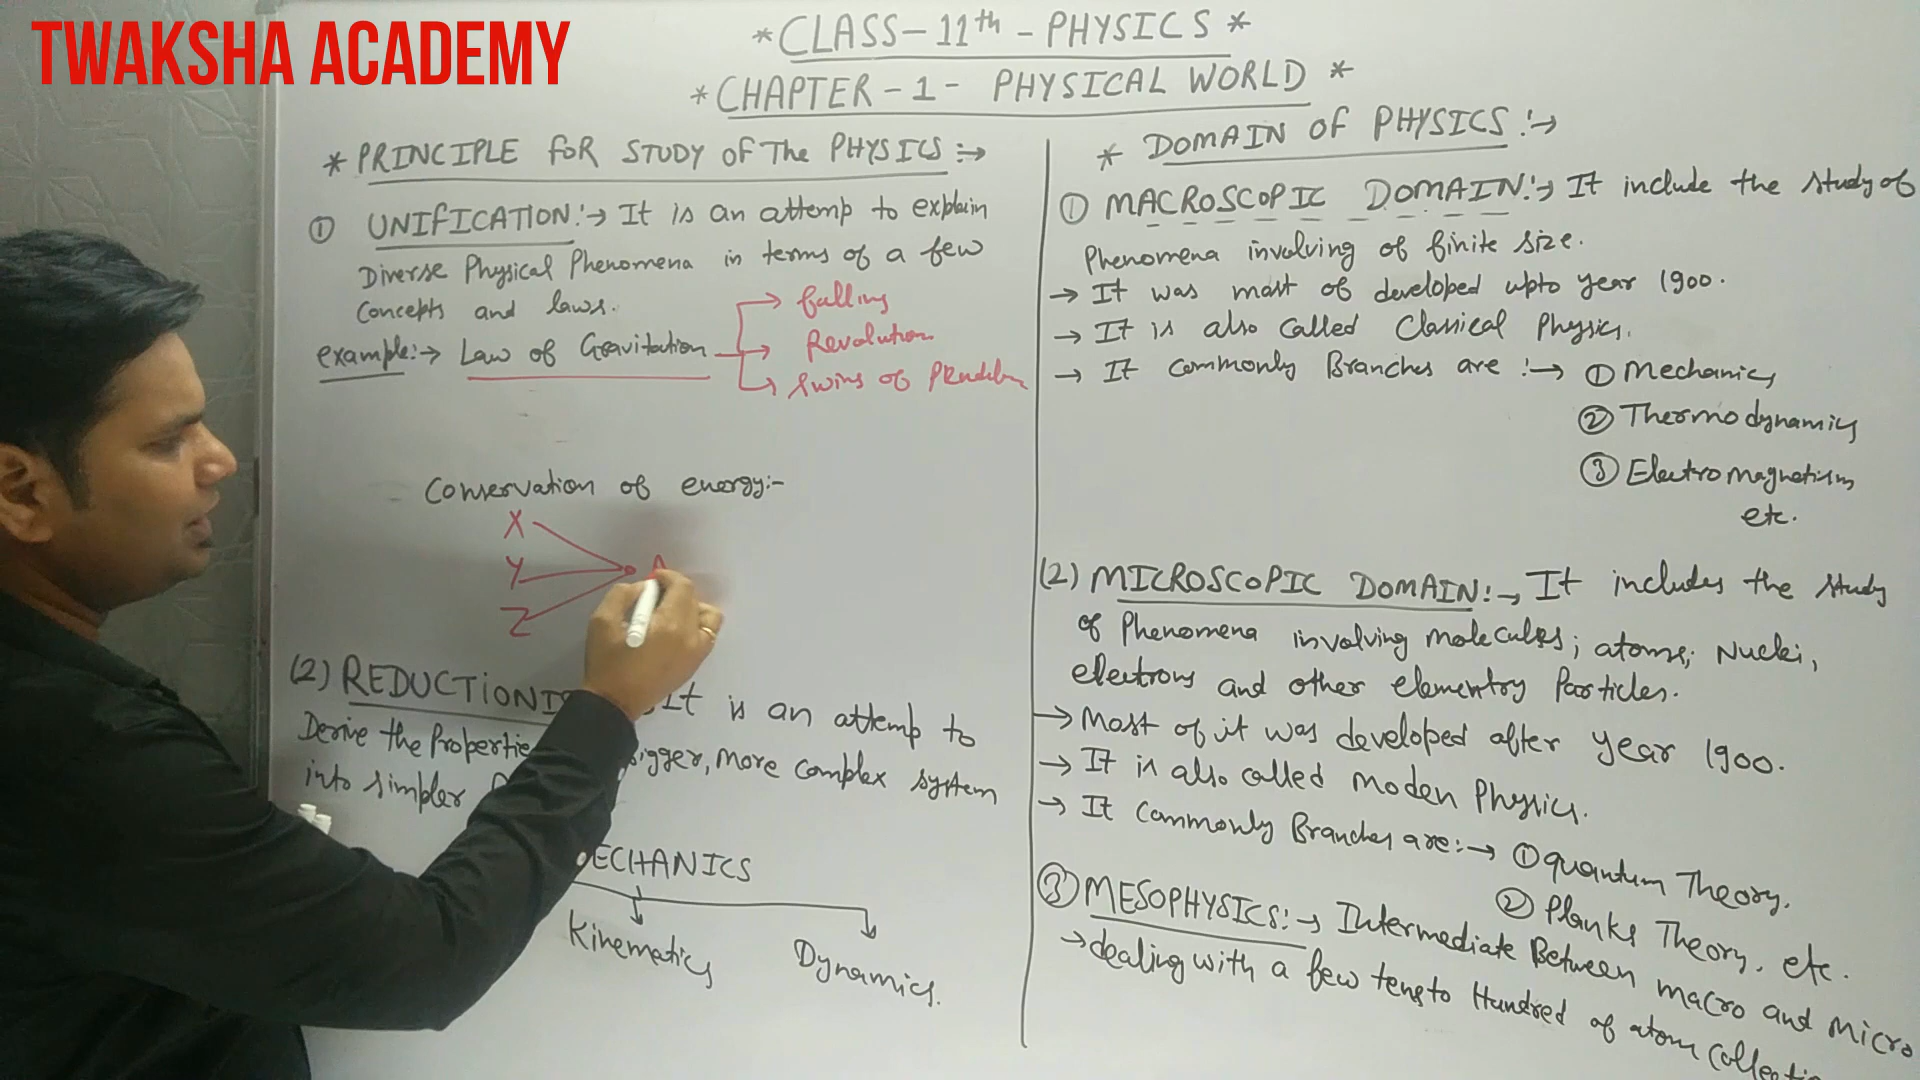 TWAKSHA ACADEMY
* CLASS-11th - PHYSICS *
* CHAPTER - 1 - PHYSICAL WORLD *
* PRINCIPLE FOR STUDY OF The PHYSICS :→
① UNIFICATION:→ It is an attemp to explain
Diverse Physical Phenomena in terms of a few
Concepts and laws.
example:→ Law of Gravitation
→ falling
→ Revolution
→ swing of
Conservation of energy:-
X
Y
Z
(2) REDUCTIONIS It is an attemp to
Derive the Propertie bigger, more complex system
into simpler
ECHANICS
Kinematics
Dynamics.
* DOMAIN OF PHYSICS :→
① MACROSCOPIC DOMAIN:→ It include the study of
Phenomena involving of finite size.
→ It was most of developed upto year 1900.
→ It is also called Classical Physics.
→ It commonly Branches are :→ ① Mechanics
② Thermodynamics
③ Electromagnetism
etc.
(2) MICROSCOPIC DOMAIN:→ It includes the study
of Phenomena involving molecules; atoms; Nuclei,
electrons and other elementry Particles.
→ Most of it was developed after year 1900.
→ It is also called Moden Physics.
→ It Commonly Branches are:→ ① quantum Theory.
② Planks Theory, etc.
③ MESOPHYSICS:→ Intermediate Between macro and micro
→ dealing with a few tens to Hundred of atom